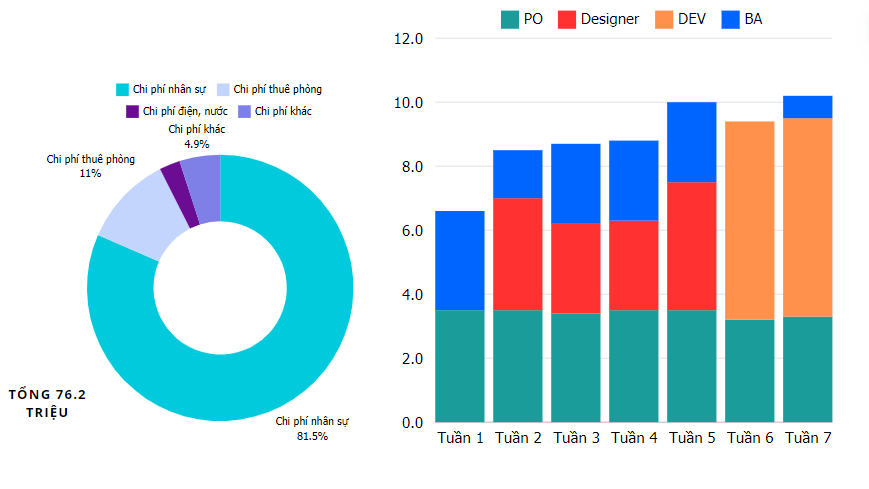 Chi phí nhân sự Chi phí thuê phòng
Chi phí điện, nước Chi phí khác
Chi phí khác
4.9%
Chi phí thuê phòng
11%
TỔNG 76.2
TRIỆU
Chi phí nhân sự
81.5%
PO Designer DEV BA
12.0
10.0
8.0
6.0
4.0
2.0
0.0
Tuần 1 Tuần 2 Tuần 3 Tuần 4 Tuần 5 Tuần 6 Tuần 7